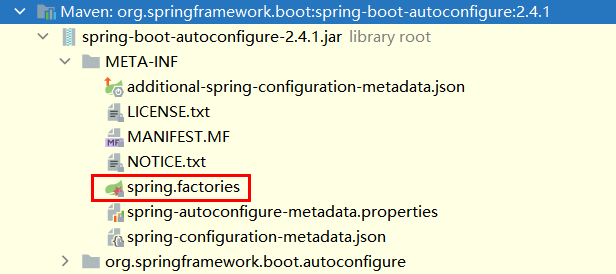 Maven: org.springframework.boot:spring-boot-autoconfigure:2.4.1
spring-boot-autoconfigure-2.4.1.jar library root
META-INF
additional-spring-configuration-metadata.json
LICENSE.txt
MANIFEST.MF
NOTICE.txt
spring.factories
spring-autoconfigure-metadata.properties
spring-configuration-metadata.json
org.springframework.boot.autoconfigure